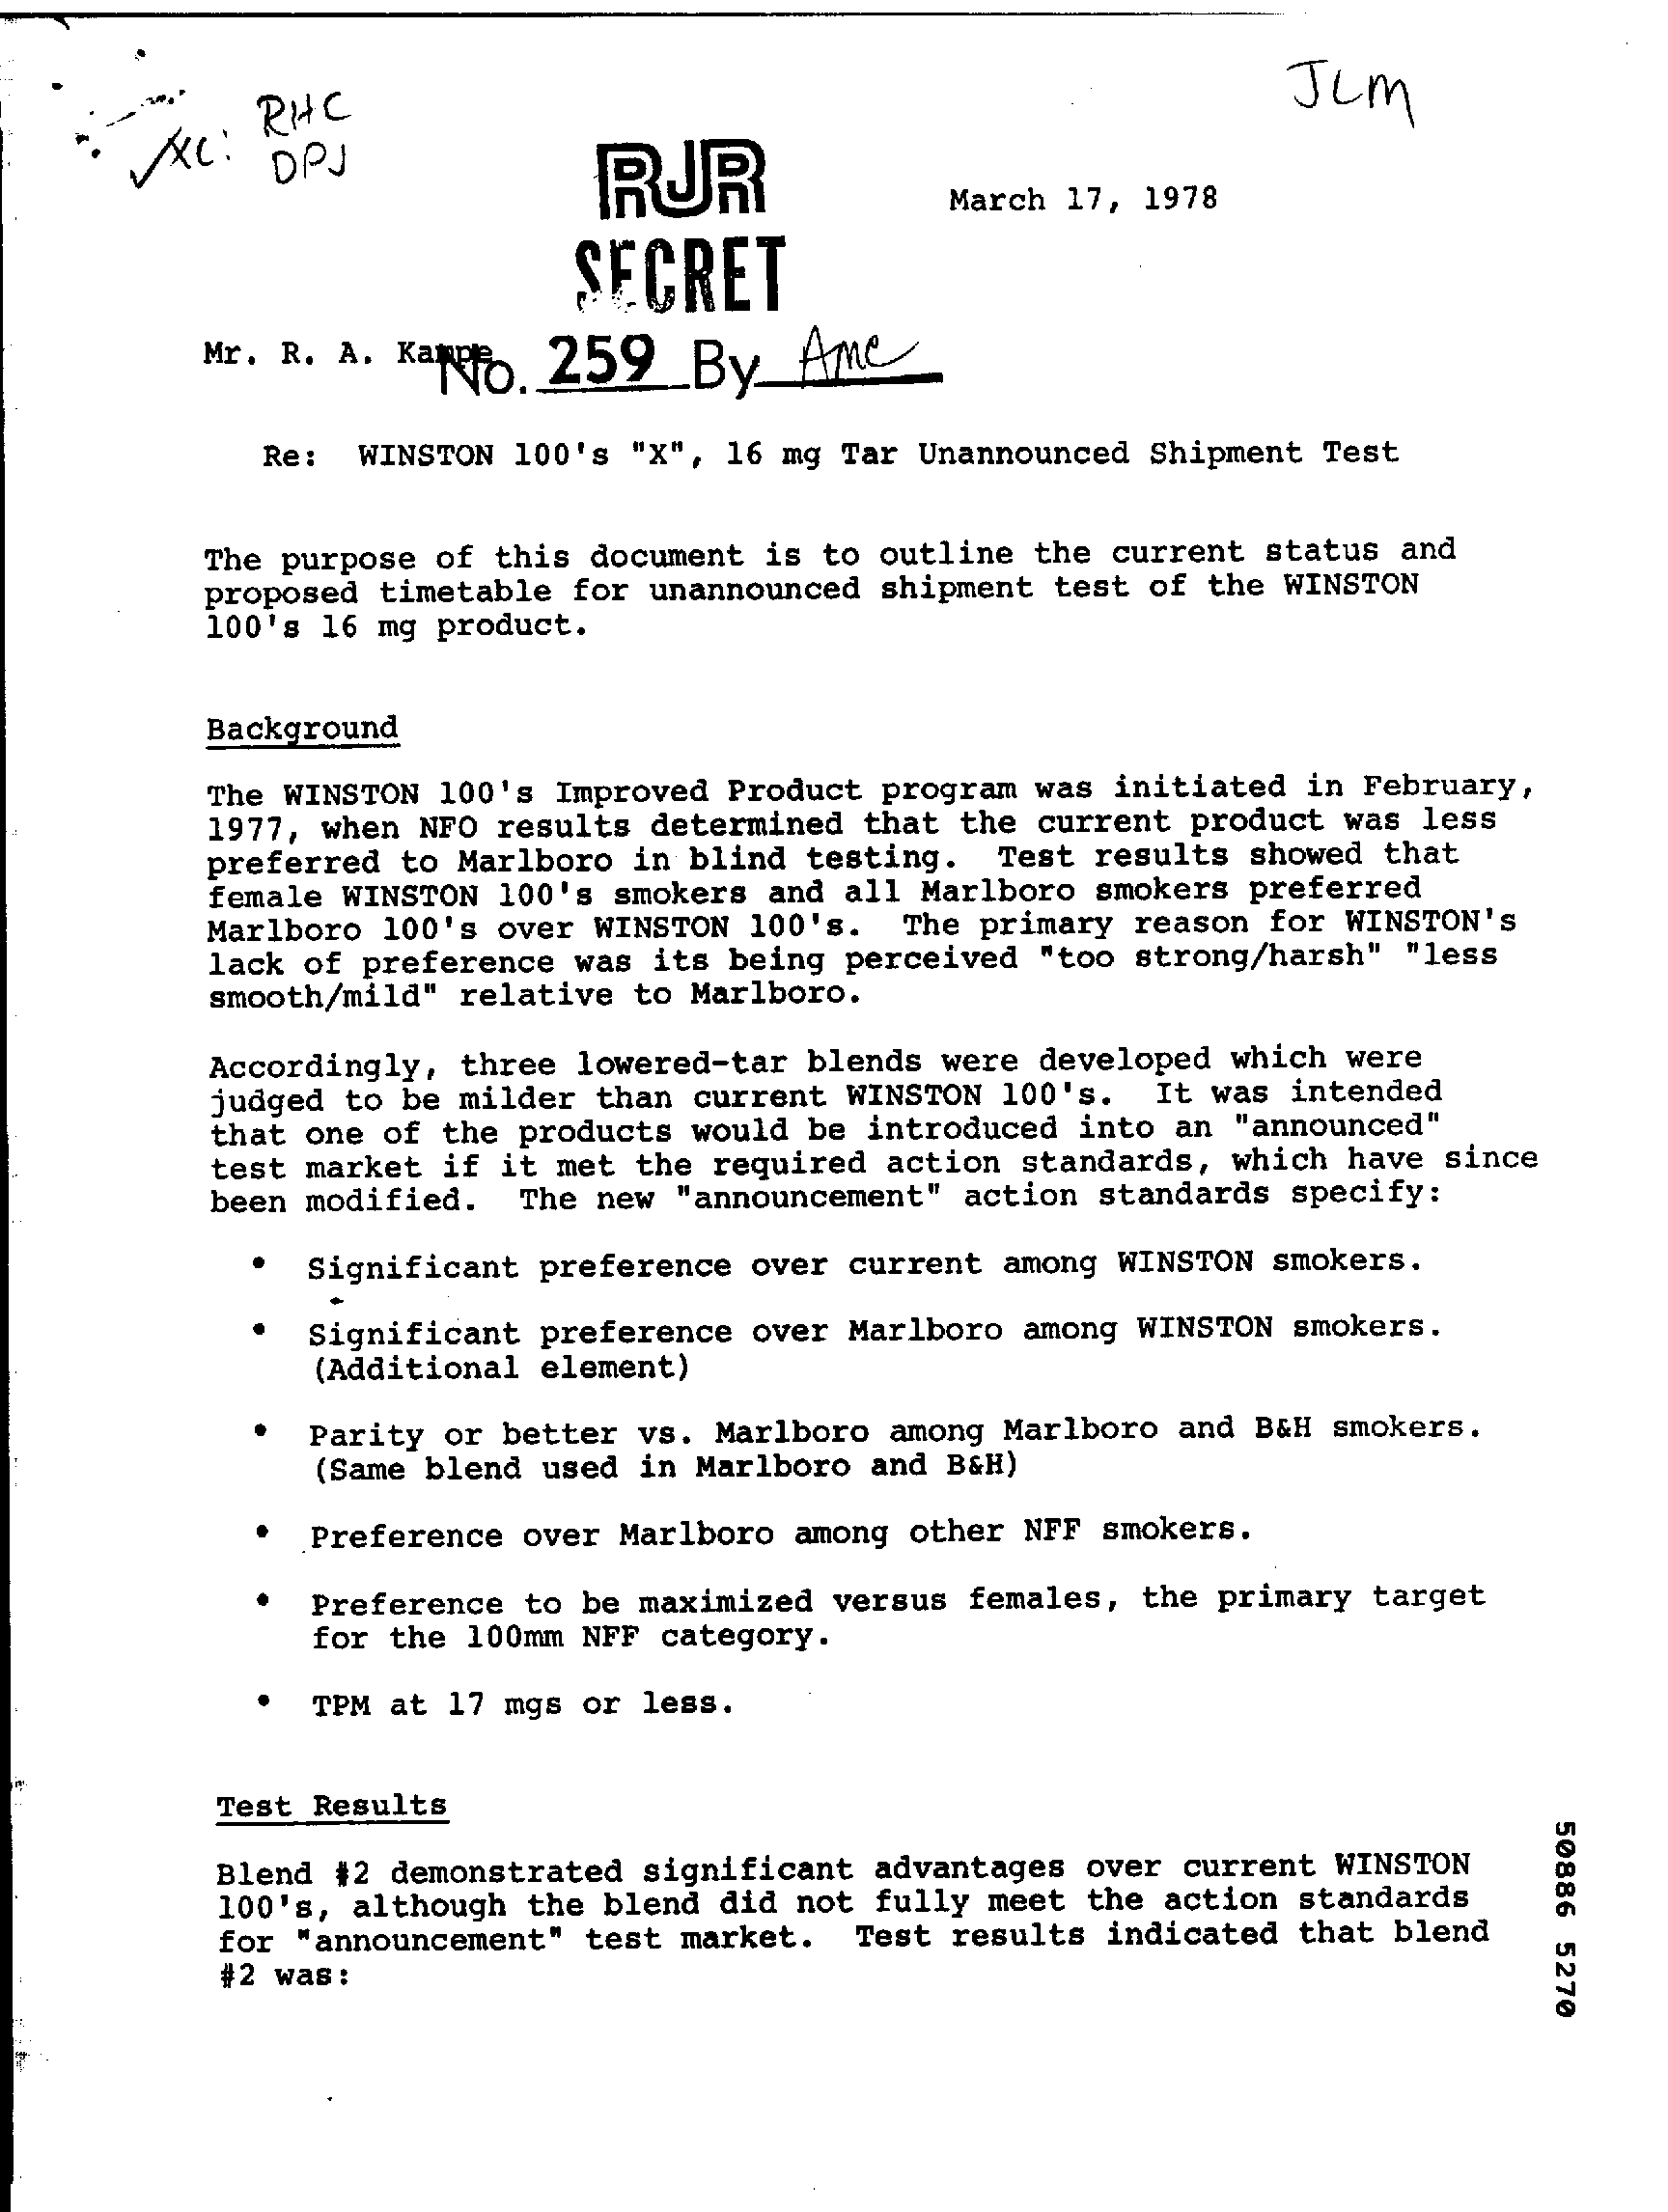 JLM
RHC
✓XC: DPJ
RJR
March 17, 1978
SECRET
Mr. R. A. Kampe
No. 259 By AMC
Re: WINSTON 100's "X", 16 mg Tar Unannounced Shipment Test
The purpose of this document is to outline the current status and
proposed timetable for unannounced shipment test of the WINSTON
100's 16 mg product.
Background
The WINSTON 100's Improved Product program was initiated in February,
1977, when NFO results determined that the current product was less
preferred to Marlboro in blind testing. Test results showed that
female WINSTON 100's smokers and all Marlboro smokers preferred
Marlboro 100's over WINSTON 100's. The primary reason for WINSTON's
lack of preference was its being perceived "too strong/harsh" "less
smooth/mild" relative to Marlboro.
Accordingly, three lowered-tar blends were developed which were
judged to be milder than current WINSTON 100's. It was intended
that one of the products would be introduced into an "announced"
test market if it met the required action standards, which have since
been modified. The new "announcement" action standards specify:
• Significant preference over current among WINSTON smokers.
• Significant preference over Marlboro among WINSTON smokers.
(Additional element)
• Parity or better vs. Marlboro among Marlboro and B&H smokers.
(Same blend used in Marlboro and B&H)
• Preference over Marlboro among other NFF smokers.
• Preference to be maximized versus females, the primary target
for the 100mm NFF category.
• TPM at 17 mgs or less.
Test Results
Blend #2 demonstrated significant advantages over current WINSTON
100's, although the blend did not fully meet the action standards
for "announcement" test market. Test results indicated that blend
#2 was:
50886 5270